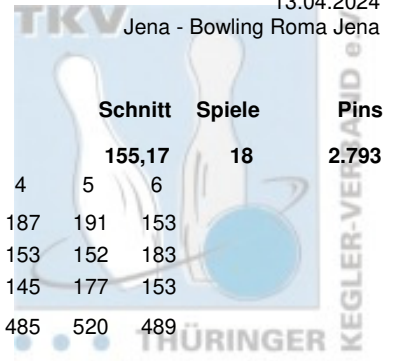 13.04.2024
TKV
Jena - Bowling Roma Jena
Schnitt Spiele Pins
155,17 18 2.793
4 5 6
187 191 153
153 152 183
145 177 153
485 520 489
THÜRINGER
KEGLER-VERBAND e.V.